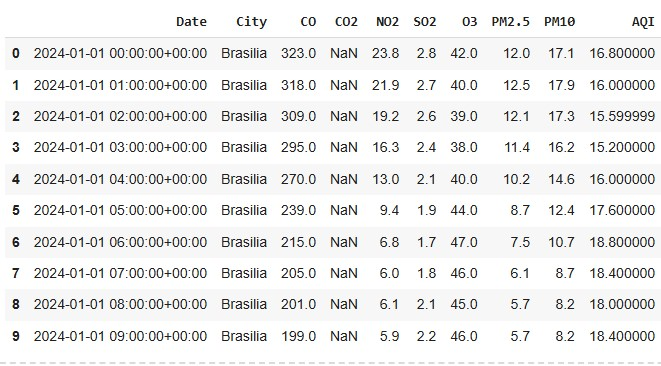 Date City CO CO2 NO2 SO2 O3 PM2.5 PM10 AQI
0 2024-01-01 00:00:00+00:00 Brasilia 323.0 NaN 23.8 2.8 42.0 12.0 17.1 16.800000
1 2024-01-01 01:00:00+00:00 Brasilia 318.0 NaN 21.9 2.7 40.0 12.5 17.9 16.000000
2 2024-01-01 02:00:00+00:00 Brasilia 309.0 NaN 19.2 2.6 39.0 12.1 17.3 15.599999
3 2024-01-01 03:00:00+00:00 Brasilia 295.0 NaN 16.3 2.4 38.0 11.4 16.2 15.200000
4 2024-01-01 04:00:00+00:00 Brasilia 270.0 NaN 13.0 2.1 40.0 10.2 14.6 16.000000
5 2024-01-01 05:00:00+00:00 Brasilia 239.0 NaN 9.4 1.9 44.0 8.7 12.4 17.600000
6 2024-01-01 06:00:00+00:00 Brasilia 215.0 NaN 6.8 1.7 47.0 7.5 10.7 18.800000
7 2024-01-01 07:00:00+00:00 Brasilia 205.0 NaN 6.0 1.8 46.0 6.1 8.7 18.400000
8 2024-01-01 08:00:00+00:00 Brasilia 201.0 NaN 6.1 2.1 45.0 5.7 8.2 18.000000
9 2024-01-01 09:00:00+00:00 Brasilia 199.0 NaN 5.9 2.2 46.0 5.7 8.2 18.400000